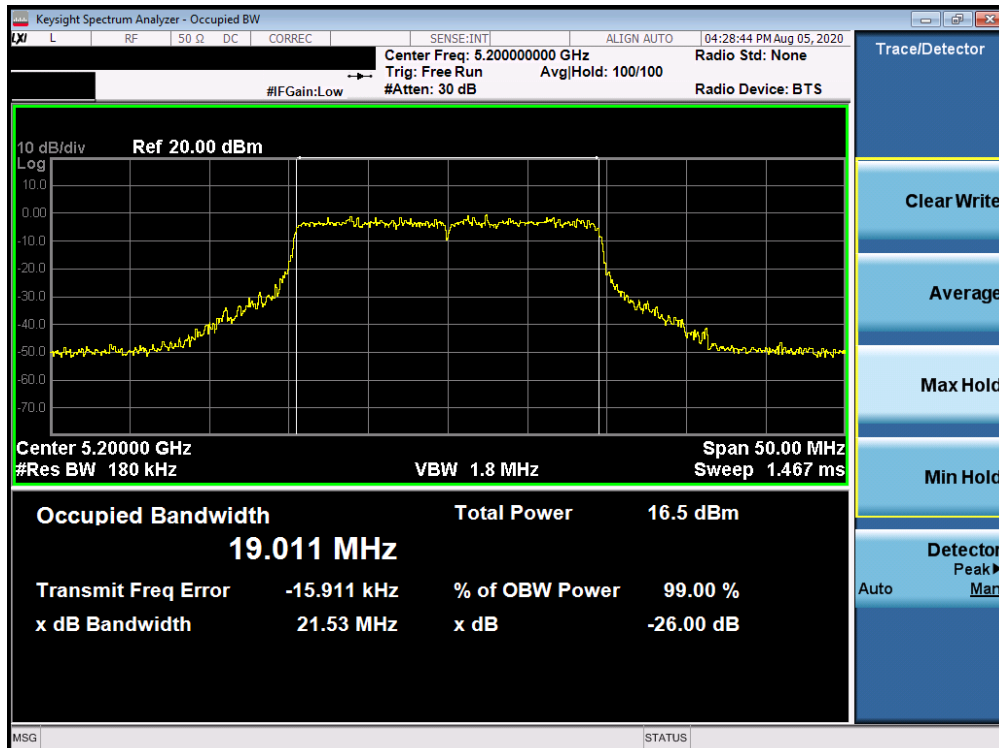 Keysight Spectrum Analyzer - Occupied BW
LXI L RF 50 Ω DC CORREC SENSE:INT ALIGN AUTO 04:28:44 PM Aug 05, 2020
Center Freq: 5.200000000 GHz Radio Std: None
Trig: Free Run Avg|Hold: 100/100
#IFGain:Low #Atten: 30 dB Radio Device: BTS
Trace/Detector
10 dB/div Ref 20.00 dBm
Log
10.0
0.00
-10.0
-20.0
-30.0
-40.0
-50.0
-60.0
-70.0
Center 5.20000 GHz Span 50.00 MHz
#Res BW 180 kHz VBW 1.8 MHz Sweep 1.467 ms
Occupied Bandwidth Total Power 16.5 dBm
19.011 MHz
Transmit Freq Error -15.911 kHz % of OBW Power 99.00 %
x dB Bandwidth 21.53 MHz x dB -26.00 dB
Clear Write
Average
Max Hold
Min Hold
Detector
Peak
Auto Man
MSG STATUS